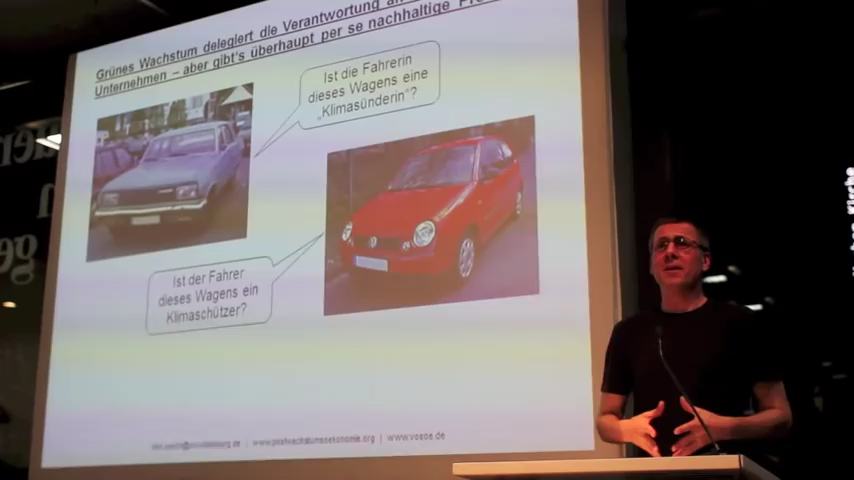 Grünes Wachstum delegiert die Verantwortung an
Unternehmen – aber gibt's überhaupt per se nachhaltige
Ist die Fahrerin
dieses Wagens eine
„Klimasünderin“?
Ist der Fahrer
dieses Wagens ein
Klimaschützer?
www.postwachstumsoekonomie.org | www.voeoe.de
Kirche